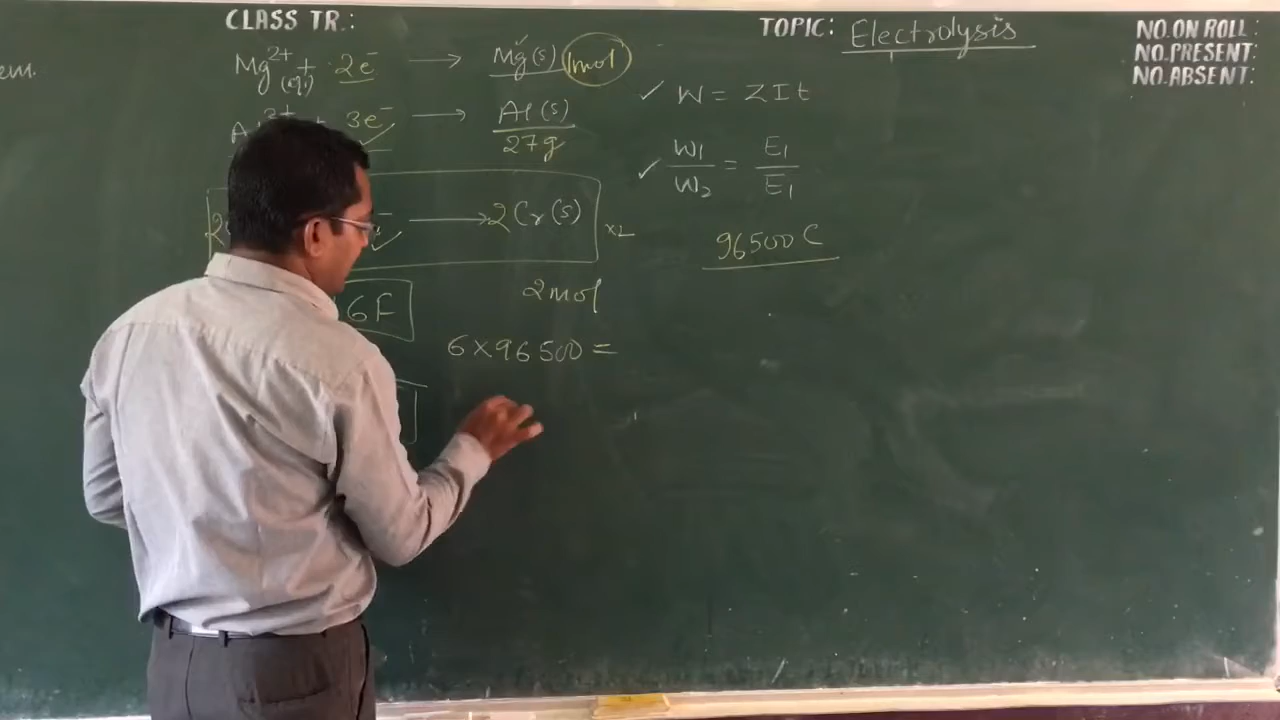 CLASS TR.:
TOPIC: Electrolysis
NO. ON ROLL:
NO. PRESENT:
NO. ABSENT:
em.
Mg²⁺(aq.) + 2e⁻ → Mg(s) 1mol
3+ + 3e⁻ → Al(s)
27g
→ 2Cr(s)
2mol
6F
6×96500 =
✓ W = ZIt
✓ W₁/W₂ = E₁/E₁
96500 C